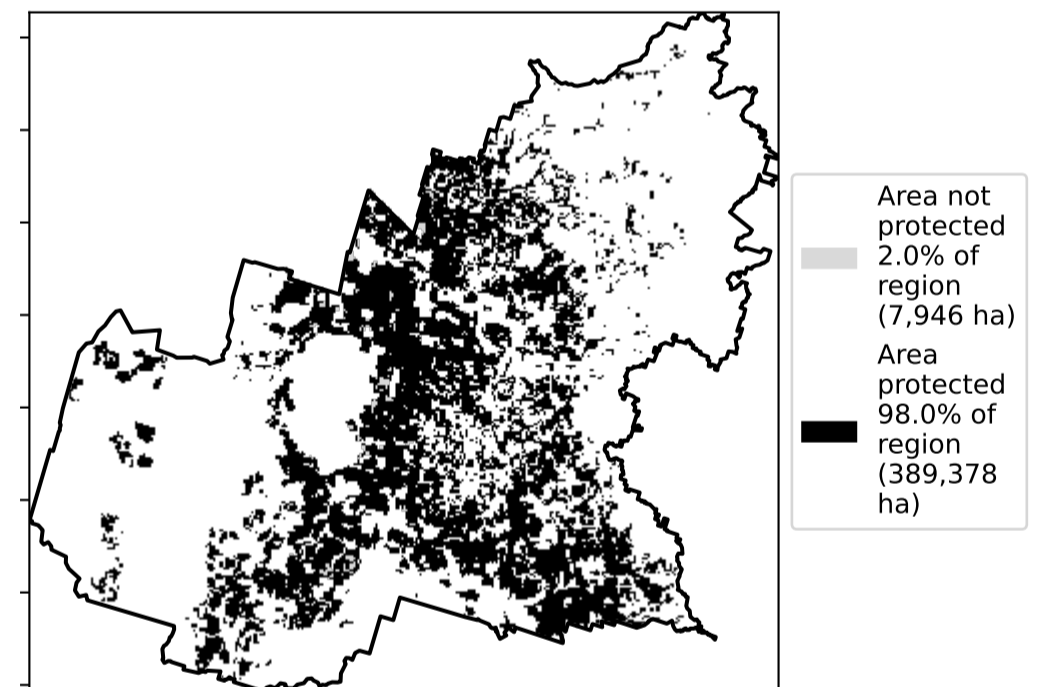 Area not
protected
2.0% of
region
(7,946 ha)
Area
protected
98.0% of
region
(389,378
ha)